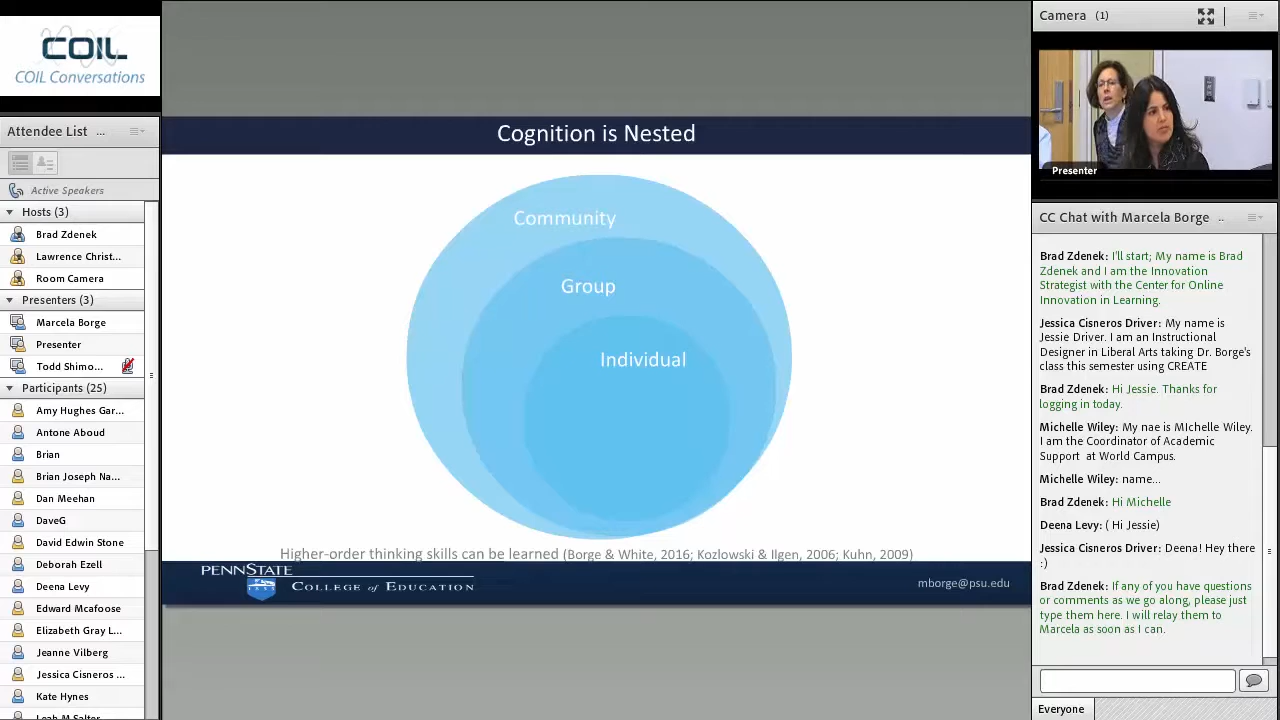 COIL
COIL Conversations
Attendee List ...
Active Speakers
Hosts (3)
Brad Zdenek
Lawrence Christ...
Room Camera
Presenters (3)
Marcela Borge
Presenter
Todd Shimo...
Participants (25)
Amy Hughes Gar...
Antone Aboud
Brian
Brian Joseph Na...
Dan Meehan
DaveG
David Edwin Stone
Deborah Ezell
Deena Levy
Edward Mcafoose
Elizabeth Gray L...
Jeanne Vilberg
Jessica Cisneros ...
Kate Hynes
Leah M Salter
Cognition is Nested
Community
Group
Individual
Higher-order thinking skills can be learned (Borge & White, 2016; Kozlowski & Ilgen, 2006; Kuhn, 2009)
PENNSTATE
1855
COLLEGE of EDUCATION
mborge@psu.edu
Camera (1)
Presenter
CC Chat with Marcela Borge ..
Brad Zdenek: I'll start; My name is Brad
Zdenek and I am the Innovation
Strategist with the Center for Online
Innovation in Learning.
Jessica Cisneros Driver: My name is
Jessie Driver. I am an Instructional
Designer in Liberal Arts taking Dr. Borge's
class this semester using CREATE
Brad Zdenek: Hi Jessie. Thanks for
logging in today.
Michelle Wiley: My nae is MIchelle Wiley.
I am the Coordinator of Academic
Support at World Campus.
Michelle Wiley: name...
Brad Zdenek: Hi Michelle
Deena Levy: ( Hi Jessie)
Jessica Cisneros Driver: Deena! Hey there
:)
Brad Zdenek: If any of you have questions
or comments as we go along, please just
type them here. I will relay them to
Marcela as soon as I can.
Everyone